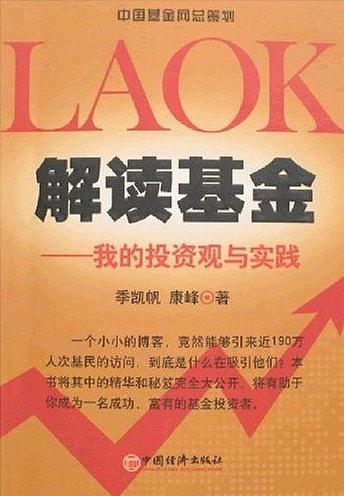 中国基金网总策划
LAOK
解读基金
——我的投资观与实践
季凯帆 康峰 著
一个小小的博客，竟然能够引来近190万
人次基民的访问，到底是什么在吸引他们？本
书将其中的精华和秘笈完全大公开，将有助于
你成为一名成功、富有的基金投资者。
中国经济出版社